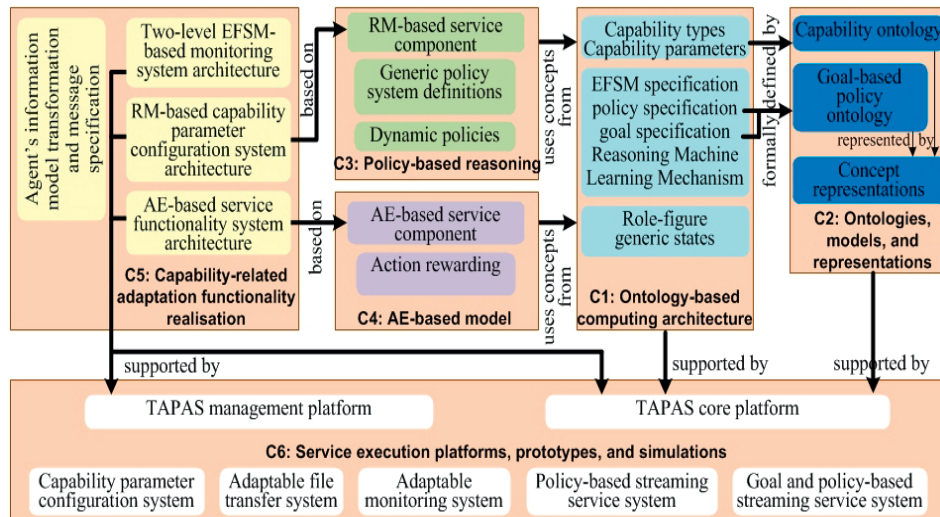 Agent's information
model transformation
and message
specification
Two-level EFSM-
based monitoring
system architecture
RM-based capability
parameter
configuration system
architecture
AE-based service
functionality system
architecture
C5: Capability-related
adaptation functionality
realisation
based on
based on
RM-based service
component
Generic policy
system definitions
Dynamic policies
C3: Policy-based reasoning
AE-based service
component
Action rewarding
C4: AE-based model
uses concepts
from
uses concepts
from
Capability types
Capability parameters
EFSM specification
policy specification
goal specification
Reasoning Machine
Learning Mechanism
Role-figure
generic states
C1: Ontology-based
computing architecture
formally defined by
Capability ontology
Goal-based
policy
ontology
represented by
Concept
representations
C2: Ontologies,
models, and
representations
supported by
supported by
supported by
TAPAS management platform
TAPAS core platform
C6: Service execution platforms, prototypes, and simulations
Capability parameter
configuration system
Adaptable file
transfer system
Adaptable
monitoring system
Policy-based streaming
service system
Goal and policy-based
streaming service system